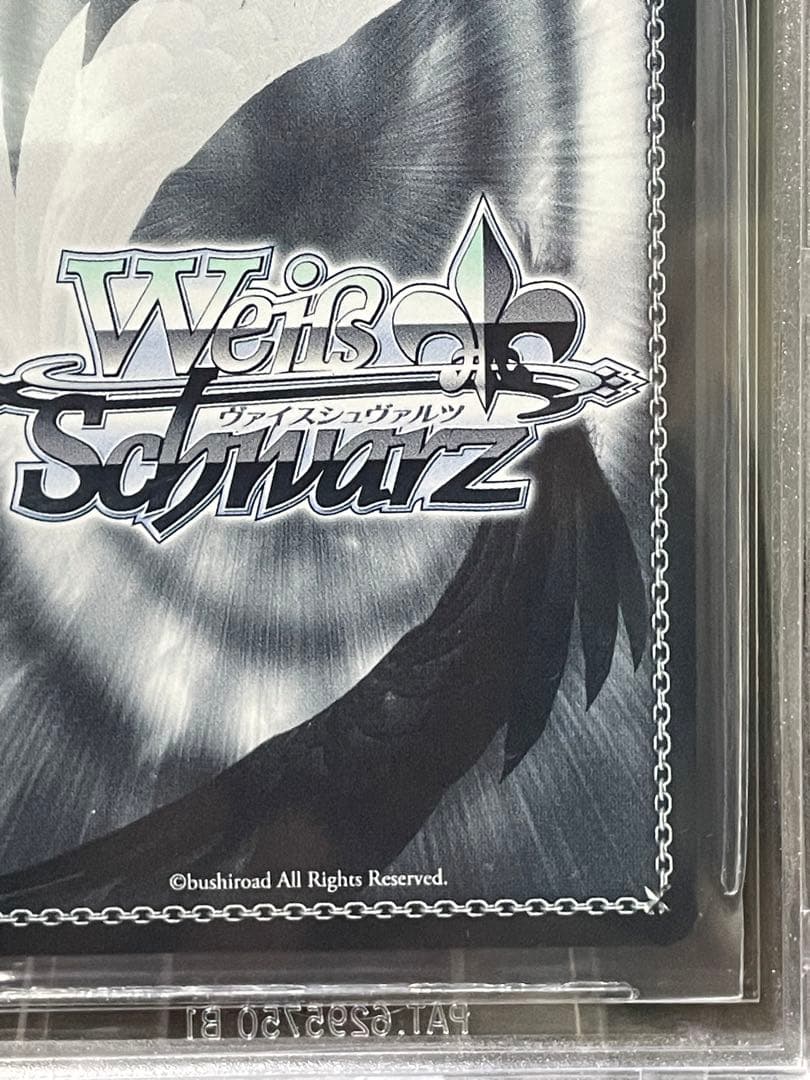 Weiß
ヴァイスシュヴァルツ
Schwarz
©bushiroad All Rights Reserved.
PAT.6295750 B1